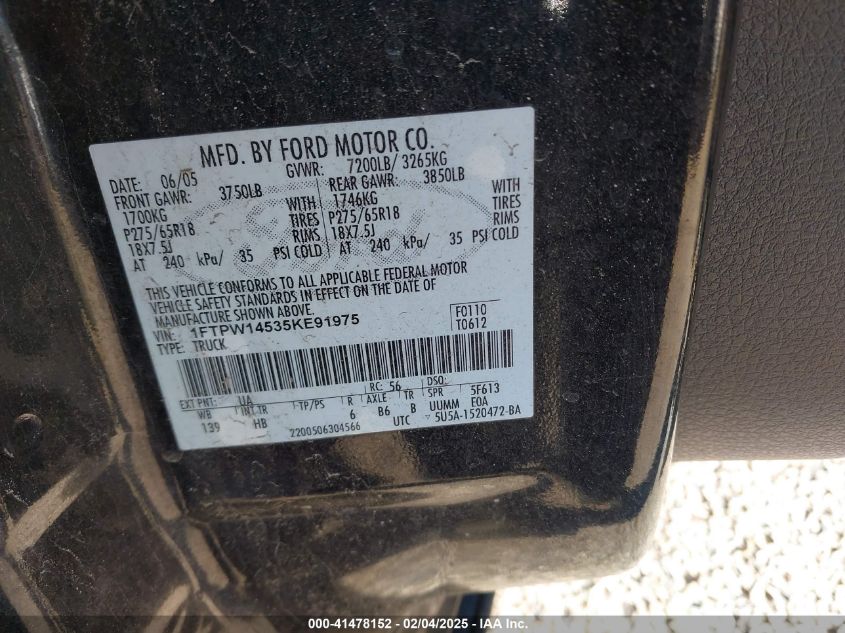 MFD. BY FORD MOTOR CO.
DATE: 06/05 GVWR: 7200LB/ 3265KG
FRONT GAWR: 3750LB REAR GAWR: 3850LB
1700KG WITH 1746KG WITH
P275/65R18 TIRES P275/65R18 TIRES
18X7.5J RIMS 18X7.5J RIMS
AT 240 kPa/ 35 PSI COLD AT 240 kPa/ 35 PSI COLD
THIS VEHICLE CONFORMS TO ALL APPLICABLE FEDERAL MOTOR
VEHICLE SAFETY STANDARDS IN EFFECT ON THE DATE OF
MANUFACTURE SHOWN ABOVE.
VIN: 1FTPW14535KE91975 F0110
TYPE: TRUCK T0612
EXT PNT: UA RC: 56 DSO:
WB INT TR TP/PS R AXLE TR SPR 5F613
139 HB 6 B6 B UUMM F0A
2200506304566 UTC 5U5A-1520472-BA
000-41478152 - 02/04/2025 - IAA Inc.